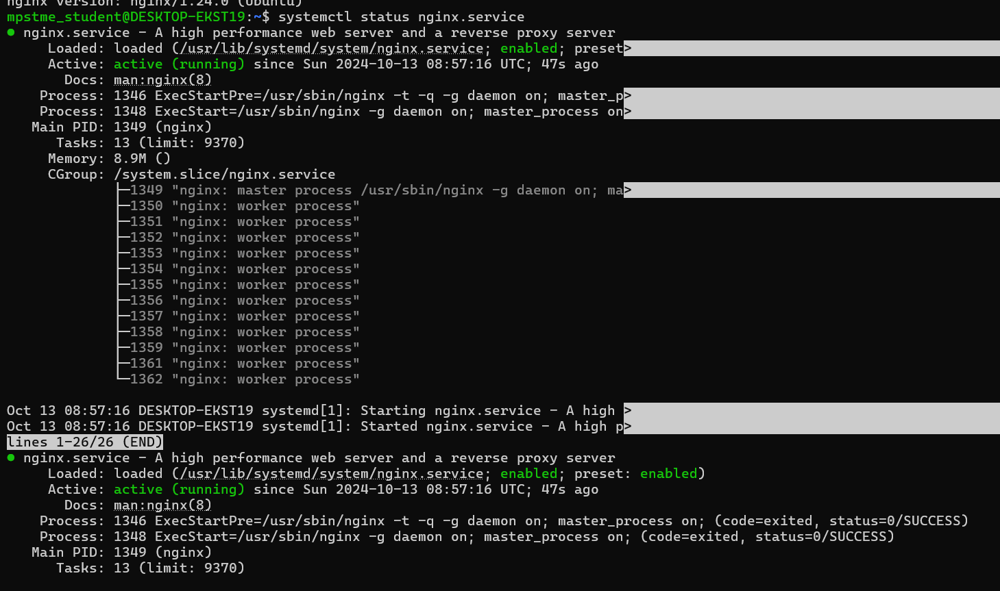 nginx version: nginx/1.24.0 (Ubuntu)
mpstme_student@DESKTOP-EKST19:~$ systemctl status nginx.service
● nginx.service - A high performance web server and a reverse proxy server
     Loaded: loaded (/usr/lib/systemd/system/nginx.service; enabled; preset>
     Active: active (running) since Sun 2024-10-13 08:57:16 UTC; 47s ago
       Docs: man:nginx(8)
    Process: 1346 ExecStartPre=/usr/sbin/nginx -t -q -g daemon on; master_p>
    Process: 1348 ExecStart=/usr/sbin/nginx -g daemon on; master_process on>
   Main PID: 1349 (nginx)
      Tasks: 13 (limit: 9370)
     Memory: 8.9M ()
     CGroup: /system.slice/nginx.service
             ├─1349 "nginx: master process /usr/sbin/nginx -g daemon on; ma>
             ├─1350 "nginx: worker process"
             ├─1351 "nginx: worker process"
             ├─1352 "nginx: worker process"
             ├─1353 "nginx: worker process"
             ├─1354 "nginx: worker process"
             ├─1355 "nginx: worker process"
             ├─1356 "nginx: worker process"
             ├─1357 "nginx: worker process"
             ├─1358 "nginx: worker process"
             ├─1359 "nginx: worker process"
             ├─1361 "nginx: worker process"
             └─1362 "nginx: worker process"
Oct 13 08:57:16 DESKTOP-EKST19 systemd[1]: Starting nginx.service - A high >
Oct 13 08:57:16 DESKTOP-EKST19 systemd[1]: Started nginx.service - A high p>
lines 1-26/26 (END)
● nginx.service - A high performance web server and a reverse proxy server
     Loaded: loaded (/usr/lib/systemd/system/nginx.service; enabled; preset: enabled)
     Active: active (running) since Sun 2024-10-13 08:57:16 UTC; 47s ago
       Docs: man:nginx(8)
    Process: 1346 ExecStartPre=/usr/sbin/nginx -t -q -g daemon on; master_process on; (code=exited, status=0/SUCCESS)
    Process: 1348 ExecStart=/usr/sbin/nginx -g daemon on; master_process on; (code=exited, status=0/SUCCESS)
   Main PID: 1349 (nginx)
      Tasks: 13 (limit: 9370)